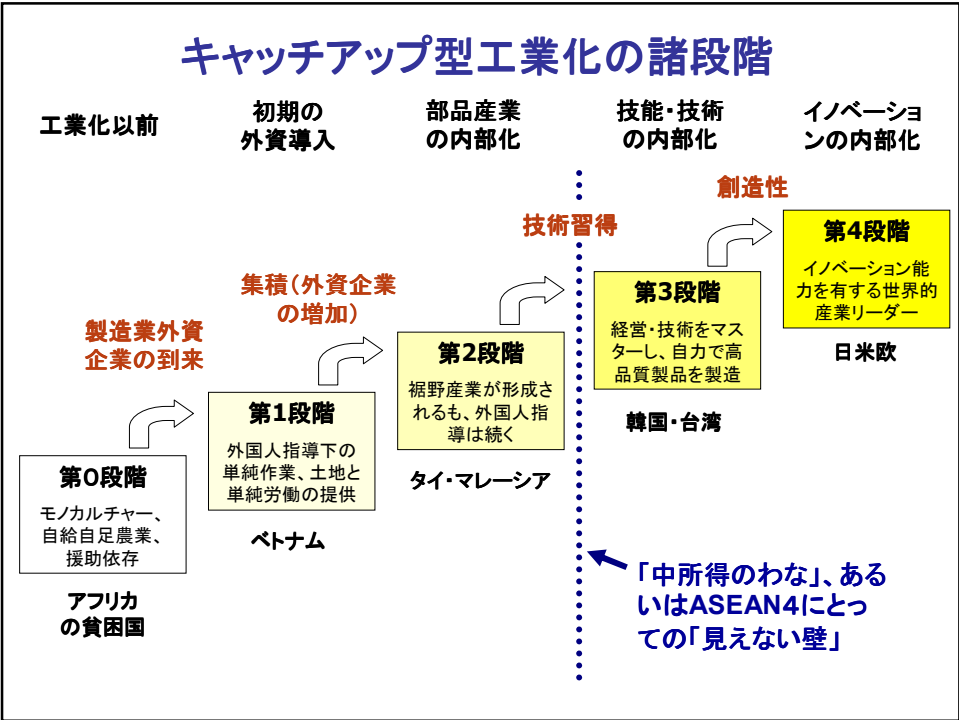 キャッチアップ型工業化の諸段階
工業化以前
初期の
外資導入
部品産業
の内部化
技能・技術
の内部化
イノベーショ
ンの内部化
創造性
技術習得
集積(外資企業
の増加)
製造業外資
企業の到来
第0段階
モノカルチャー、
自給自足農業、
援助依存
アフリカ
の貧困国
第1段階
外国人指導下の
単純作業、土地と
単純労働の提供
ベトナム
第2段階
裾野産業が形成さ
れるも、外国人指
導は続く
タイ・マレーシア
第3段階
経営・技術をマス
ターし、自力で高
品質製品を製造
韓国・台湾
第4段階
イノベーション能
力を有する世界的
産業リーダー
日米欧
「中所得のわな」、ある
いはASEAN4にとっ
ての「見えない壁」